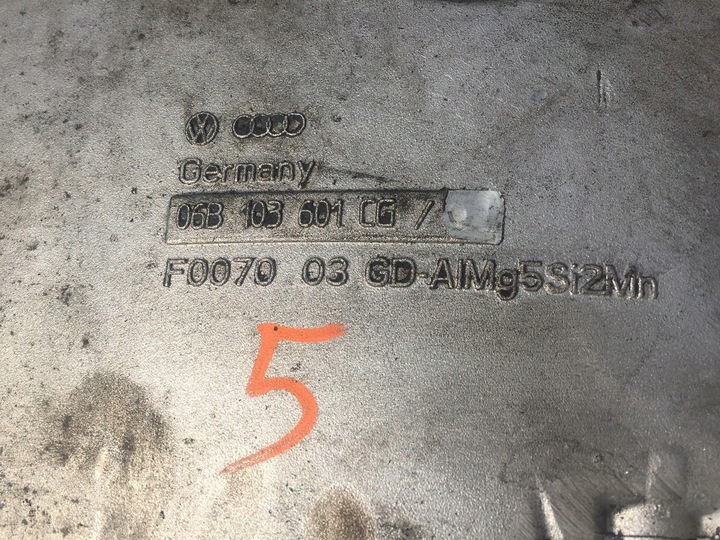 Germany
06B 103 601 CG /
F0070 03 GD-AlMg5Si2Mn
5